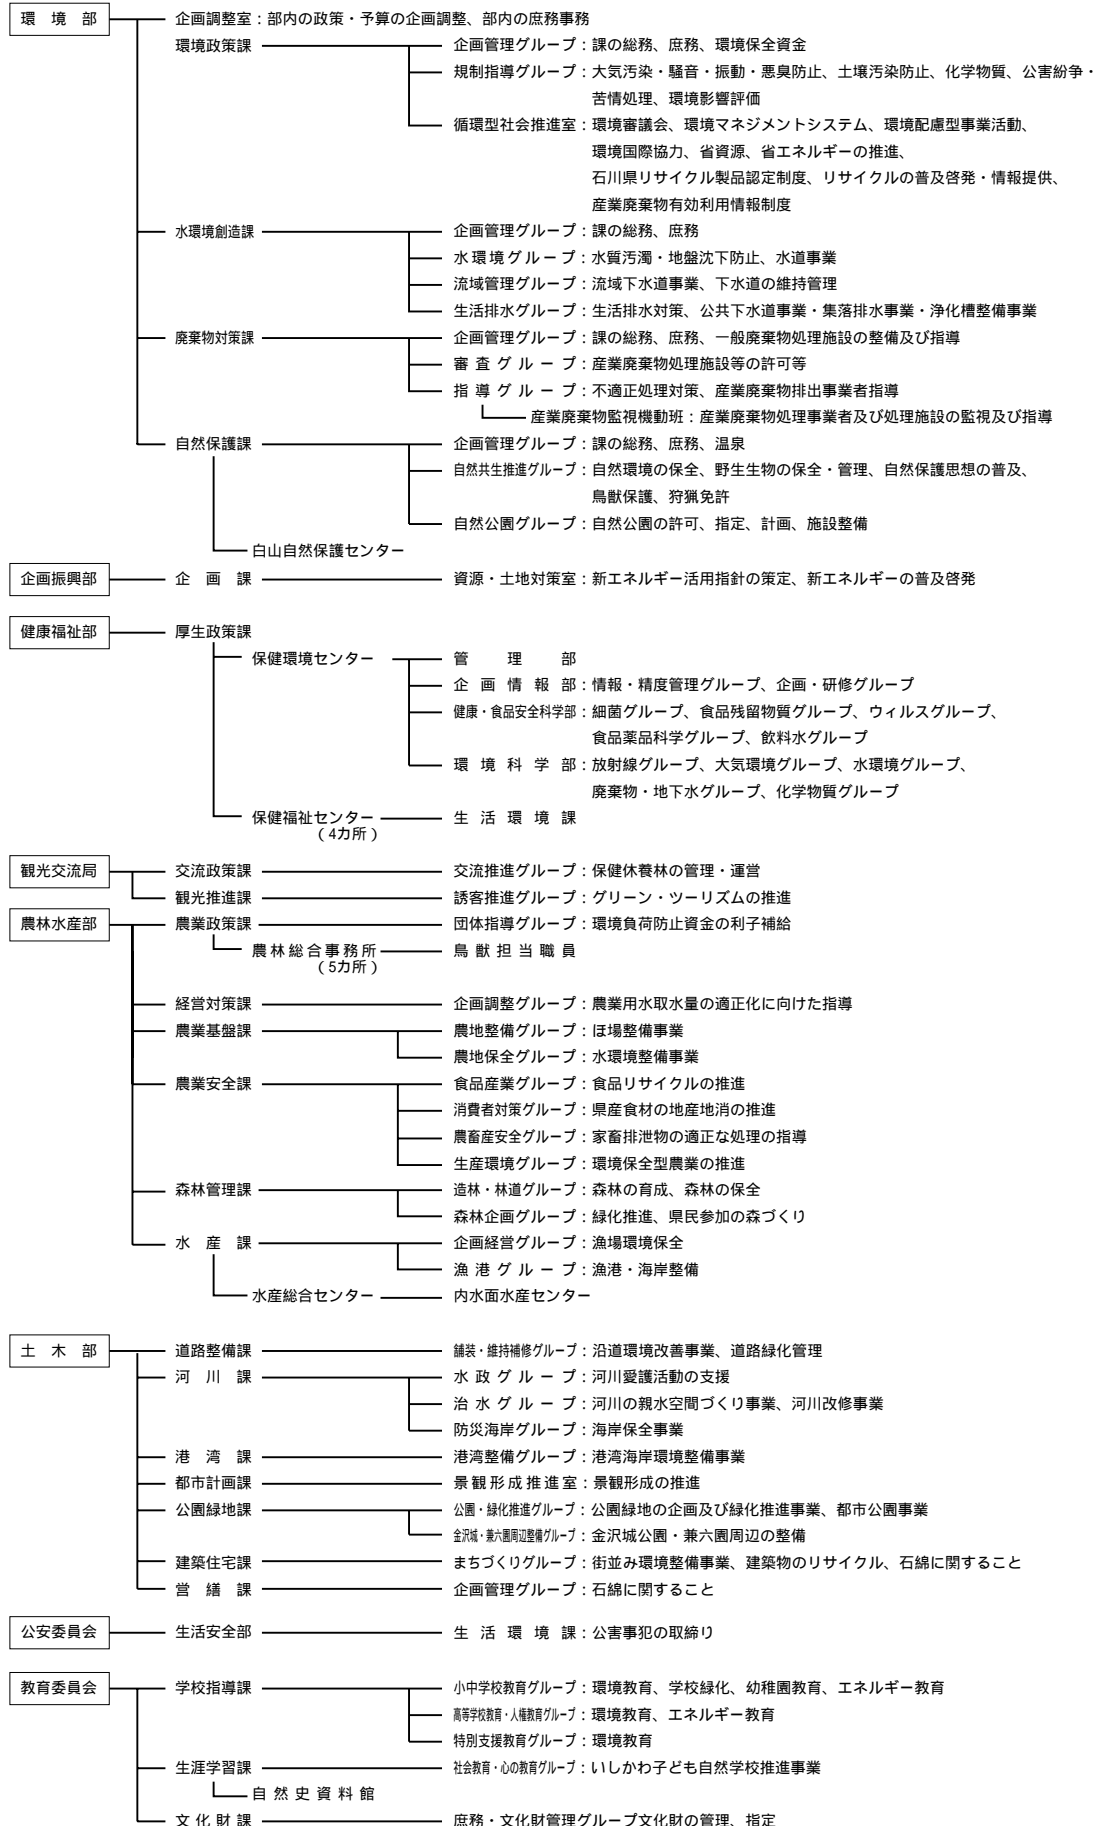 環境部 企画調整室：部内の政策・予算の企画調整、部内の庶務事務
環境政策課 企画管理グループ：課の総務、庶務、環境保全資金
規制指導グループ：大気汚染・騒音・振動・悪臭防止、土壌汚染防止、化学物質、公害紛争・
苦情処理、環境影響評価
循環型社会推進室：環境審議会、環境マネジメントシステム、環境配慮型事業活動、
環境国際協力、省資源、省エネルギーの推進、
石川県リサイクル製品認定制度、リサイクルの普及啓発・情報提供、
産業廃棄物有効利用情報制度
水環境創造課 企画管理グループ：課の総務、庶務
水環境グループ：水質汚濁・地盤沈下防止、水道事業
流域管理グループ：流域下水道事業、下水道の維持管理
生活排水グループ：生活排水対策、公共下水道事業・集落排水事業・浄化槽整備事業
廃棄物対策課 企画管理グループ：課の総務、庶務、一般廃棄物処理施設の整備及び指導
審査グループ：産業廃棄物処理施設等の許可等
指導グループ：不適正処理対策、産業廃棄物排出事業者指導
産業廃棄物監視機動班：産業廃棄物処理事業者及び処理施設の監視及び指導
自然保護課 企画管理グループ：課の総務、庶務、温泉
自然共生推進グループ：自然環境の保全、野生生物の保全・管理、自然保護思想の普及、
鳥獣保護、狩猟免許
自然公園グループ：自然公園の許可、指定、計画、施設整備
白山自然保護センター
企画振興部 企画課 資源・土地対策室：新エネルギー活用指針の策定、新エネルギーの普及啓発
健康福祉部 厚生政策課
保健環境センター 管理部
企画情報部：情報・精度管理グループ、企画・研修グループ
健康・食品安全科学部：細菌グループ、食品残留物質グループ、ウィルスグループ、
食品薬品科学グループ、飲料水グループ
環境科学部：放射線グループ、大気環境グループ、水環境グループ、
廃棄物・地下水グループ、化学物質グループ
保健福祉センター 生活環境課
（4カ所）
観光交流局 交流政策課 交流推進グループ：保健休養林の管理・運営
観光推進課 誘客推進グループ：グリーン・ツーリズムの推進
農林水産部 農業政策課 団体指導グループ：環境負荷防止資金の利子補給
農林総合事務所 鳥獣担当職員
（5カ所）
経営対策課 企画調整グループ：農業用水取水量の適正化に向けた指導
農業基盤課 農地整備グループ：ほ場整備事業
農地保全グループ：水環境整備事業
農業安全課 食品産業グループ：食品リサイクルの推進
消費者対策グループ：県産食材の地産地消の推進
農畜産安全グループ：家畜排泄物の適正な処理の指導
生産環境グループ：環境保全型農業の推進
森林管理課 造林・林道グループ：森林の育成、森林の保全
森林企画グループ：緑化推進、県民参加の森づくり
水産課 企画経営グループ：漁場環境保全
漁港グループ：漁港・海岸整備
水産総合センター 内水面水産センター
土木部 道路整備課 舗装・維持補修グループ：沿道環境改善事業、道路緑化管理
河川課 水政グループ：河川愛護活動の支援
治水グループ：河川の親水空間づくり事業、河川改修事業
防災海岸グループ：海岸保全事業
港湾課 港湾整備グループ：港湾海岸環境整備事業
都市計画課 景観形成推進室：景観形成の推進
公園緑地課 公園・緑化推進グループ：公園緑地の企画及び緑化推進事業、都市公園事業
金沢城・兼六園周辺整備グループ：金沢城公園・兼六園周辺の整備
建築住宅課 まちづくりグループ：街並み環境整備事業、建築物のリサイクル、石綿に関すること
営繕課 企画管理グループ：石綿に関すること
公安委員会 生活安全部 生活環境課：公害事犯の取締り
教育委員会 学校指導課 小中学校教育グループ：環境教育、学校緑化、幼稚園教育、エネルギー教育
高等学校教育・人権教育グループ：環境教育、エネルギー教育
特別支援教育グループ：環境教育
生涯学習課 社会教育・心の教育グループ：いしかわ子ども自然学校推進事業
自然史資料館
文化財課 庶務・文化財管理グループ文化財の管理、指定